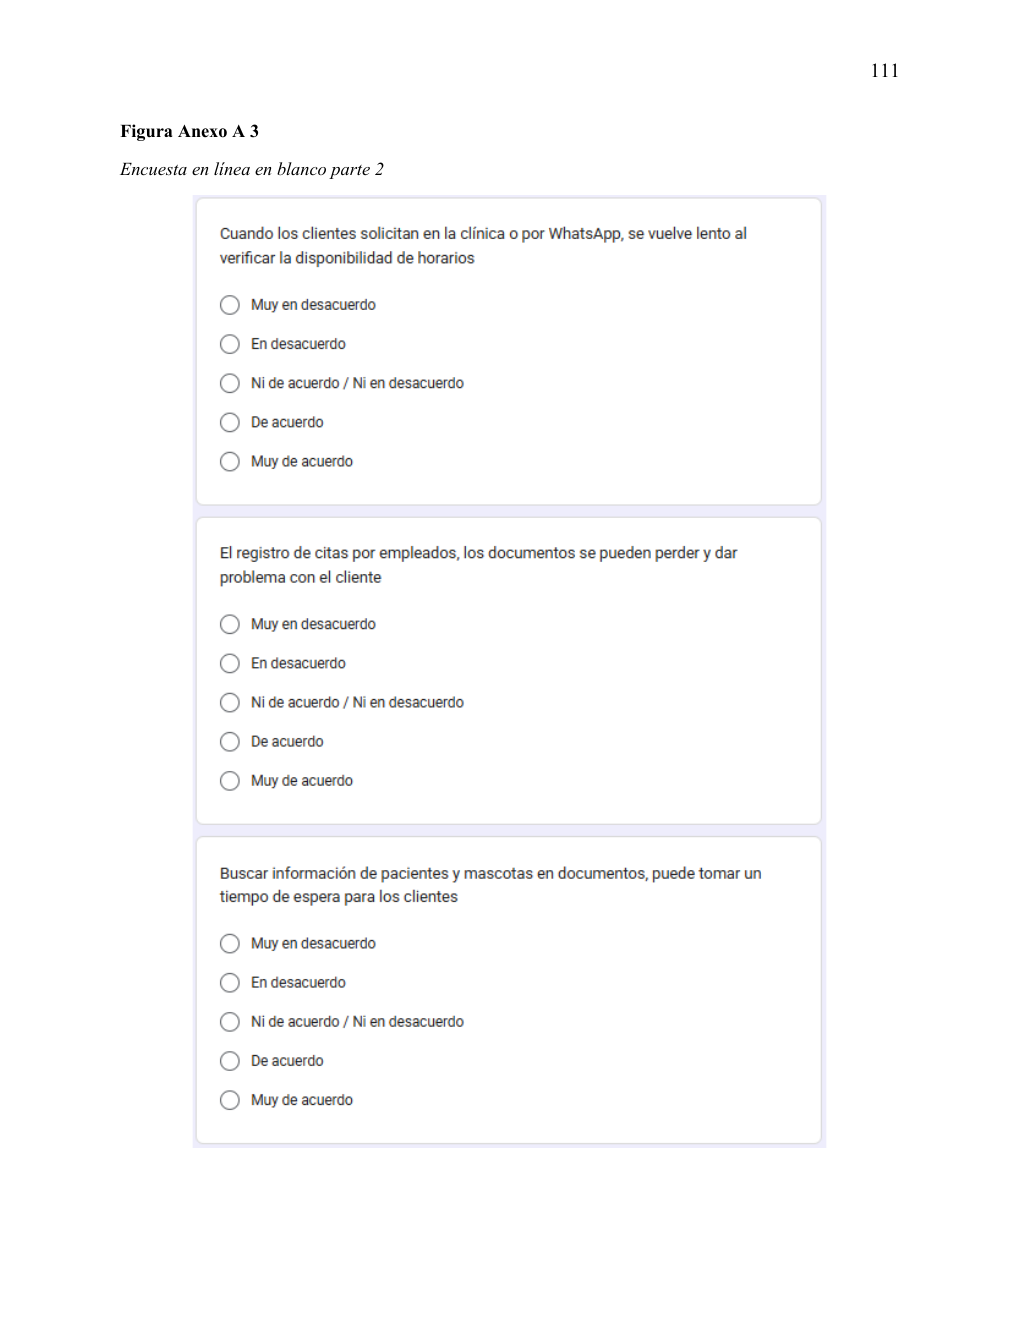 111
Figura Anexo A 3
Encuesta en línea en blanco parte 2
Cuando los clientes solicitan en la clínica o por WhatsApp, se vuelve lento al
verificar la disponibilidad de horarios
Muy en desacuerdo
En desacuerdo
Ni de acuerdo / Ni en desacuerdo
De acuerdo
Muy de acuerdo
El registro de citas por empleados, los documentos se pueden perder y dar
problema con el cliente
Muy en desacuerdo
En desacuerdo
Ni de acuerdo / Ni en desacuerdo
De acuerdo
Muy de acuerdo
Buscar información de pacientes y mascotas en documentos, puede tomar un
tiempo de espera para los clientes
Muy en desacuerdo
En desacuerdo
Ni de acuerdo / Ni en desacuerdo
De acuerdo
Muy de acuerdo